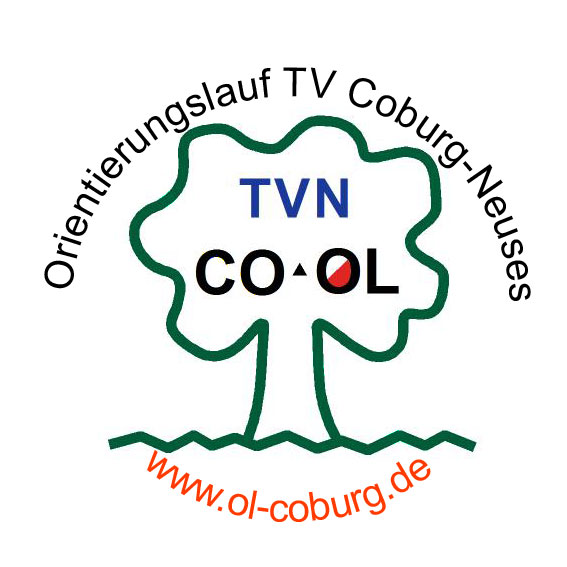 Orientierungslauf TV Coburg-Neuses
TVN
CO▲OL
www.ol-coburg.de